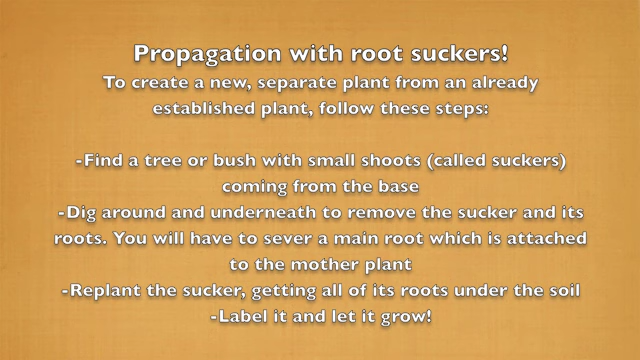 Propagation with root suckers!
To create a new, separate plant from an already
established plant, follow these steps:
-Find a tree or bush with small shoots (called suckers)
coming from the base
-Dig around and underneath to remove the sucker and its
roots. You will have to sever a main root which is attached
to the mother plant
-Replant the sucker, getting all of its roots under the soil
-Label it and let it grow!